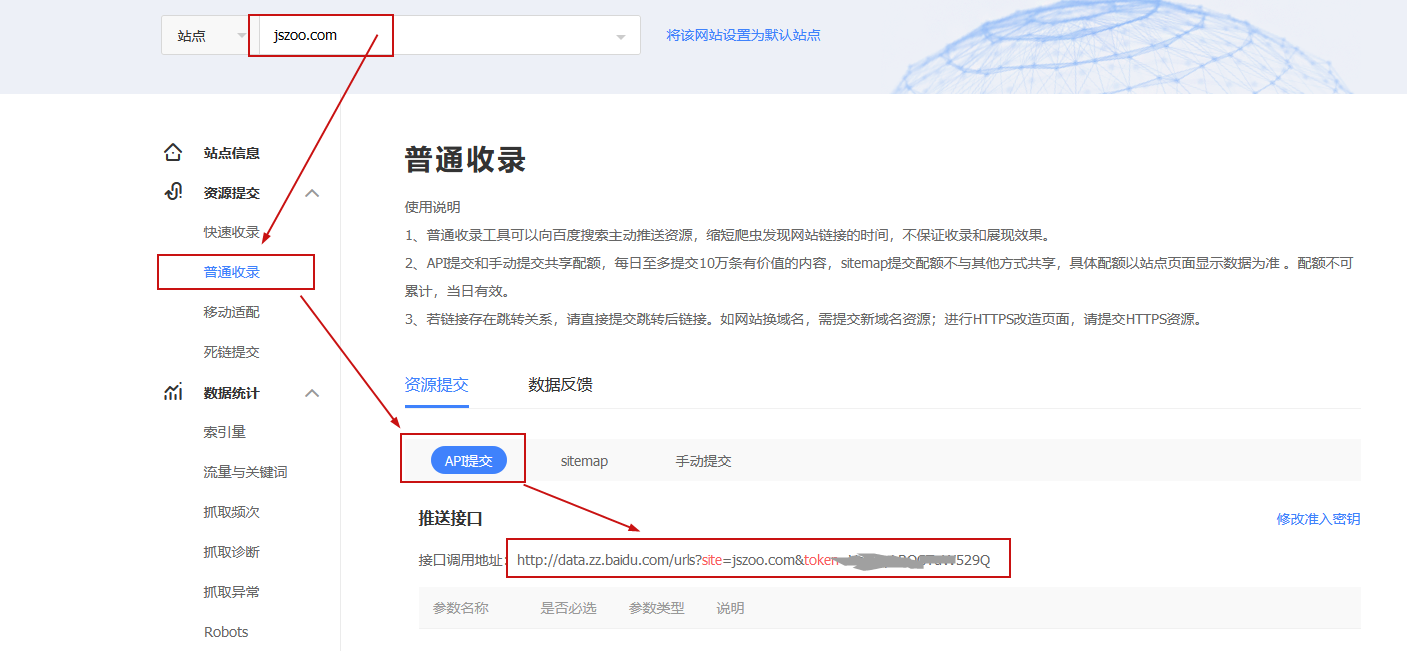 站点
jszoo.com
将该网站设置为默认站点
站点信息
资源提交
快速收录
普通收录
移动适配
死链提交
数据统计
索引量
流量与关键词
抓取频次
抓取诊断
抓取异常
Robots
普通收录
使用说明
1、普通收录工具可以向百度搜索主动推送资源，缩短爬虫发现网站链接的时间，不保证收录和展现效果。
2、API提交和手动提交共享配额，每日至多提交10万条有价值的内容，sitemap提交配额不与其他方式共享，具体配额以站点页面显示数据为准 。配额不可
累计，当日有效。
3、若链接存在跳转关系，请直接提交跳转后链接。如网站换域名，需提交新域名资源；进行HTTPS改造页面，请提交HTTPS资源。
资源提交 数据反馈
API提交 sitemap 手动提交
推送接口
修改准入密钥
接口调用地址: http://data.zz.baidu.com/urls?site=jszoo.com&token 529Q
参数名称 是否必选 参数类型 说明